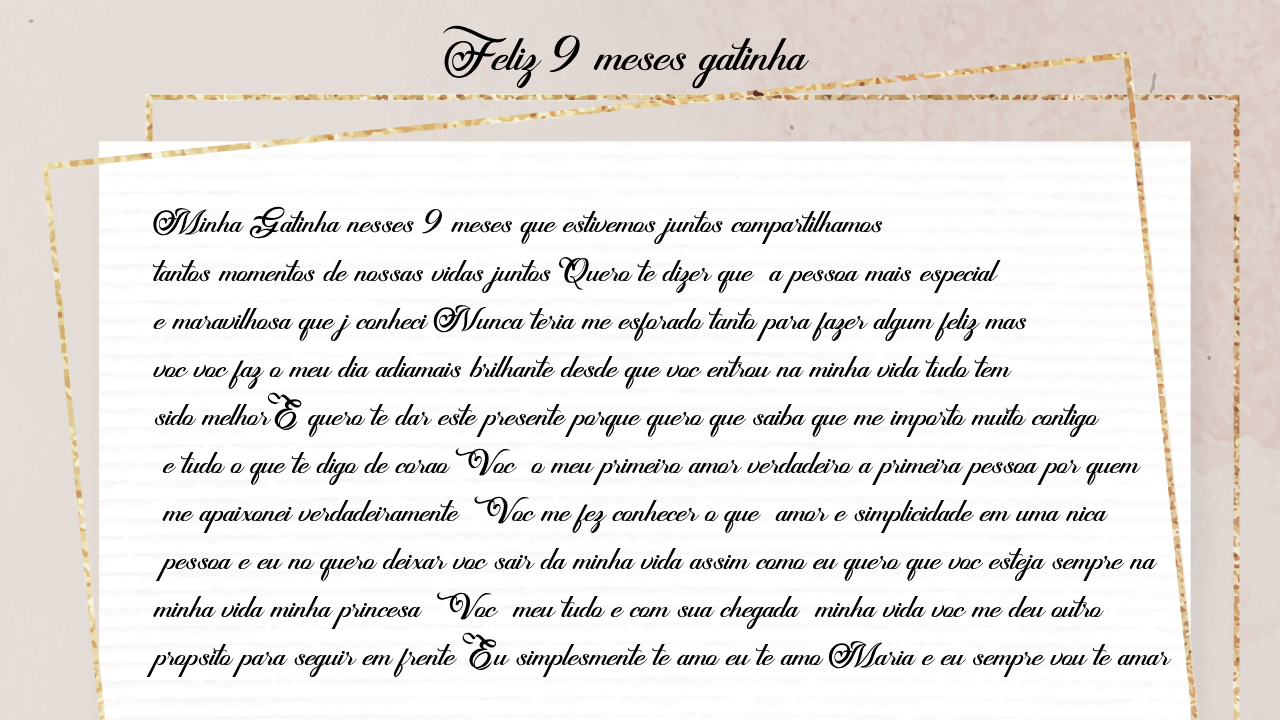 Feliz 9 meses gatinha
Minha Gatinha nesses 9 meses que estivemos juntos compartilhamos
tantos momentos de nossas vidas juntos Quero te dizer que a pessoa mais especial
e maravilhosa que j conheci Nunca teria me esforado tanto para fazer algum feliz mas
voc voc faz o meu dia adiamais brilhante desde que voc entrou na minha vida tudo tem
sido melhor E quero te dar este presente porque quero que saiba que me importo muito contigo
e tudo o que te digo de corao Voc o meu primeiro amor verdadeiro a primeira pessoa por quem
me apaixonei verdadeiramente Voc me fez conhecer o que amor e simplicidade em uma nica
pessoa e eu no quero deixar voc sair da minha vida assim como eu quero que voc esteja sempre na
minha vida minha princesa Voc meu tudo e com sua chegada minha vida voc me deu outro
propsito para seguir em frente Eu simplesmente te amo eu te amo Maria e eu sempre vou te amar